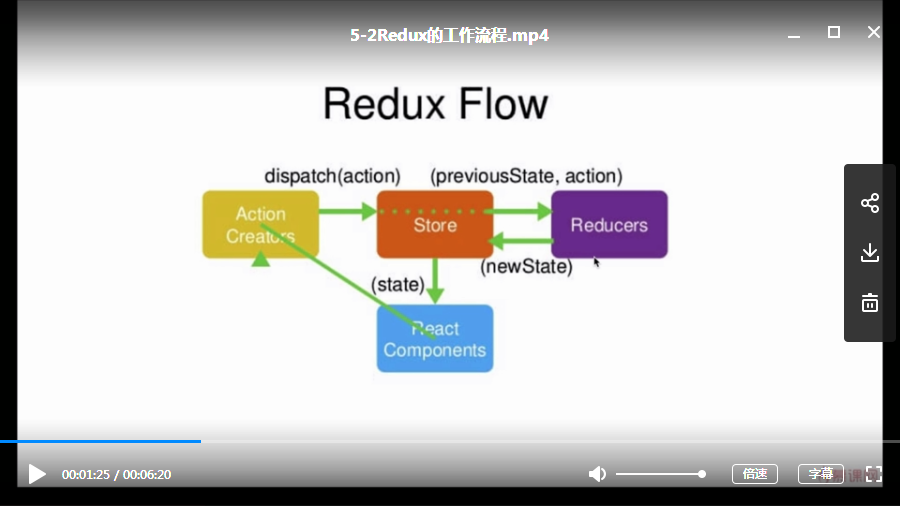 5-2Redux的工作流程.mp4
Redux Flow
dispatch(action)
(previousState, action)
Action
Creators
Store
Reducers
(newState)
(state)
React
Components
00:01:25 / 00:06:20
倍速
字幕